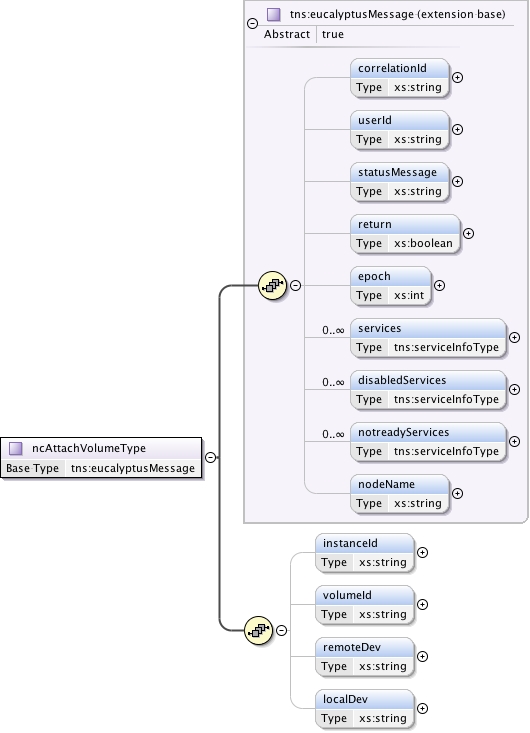 tns:eucalyptusMessage (extension base)
Abstract true
correlationId
Type xs:string
userId
Type xs:string
statusMessage
Type xs:string
return
Type xs:boolean
epoch
Type xs:int
0..∞ services
Type tns:serviceInfoType
0..∞ disabledServices
Type tns:serviceInfoType
0..∞ notreadyServices
Type tns:serviceInfoType
nodeName
Type xs:string
ncAttachVolumeType
Base Type tns:eucalyptusMessage
instanceId
Type xs:string
volumeId
Type xs:string
remoteDev
Type xs:string
localDev
Type xs:string